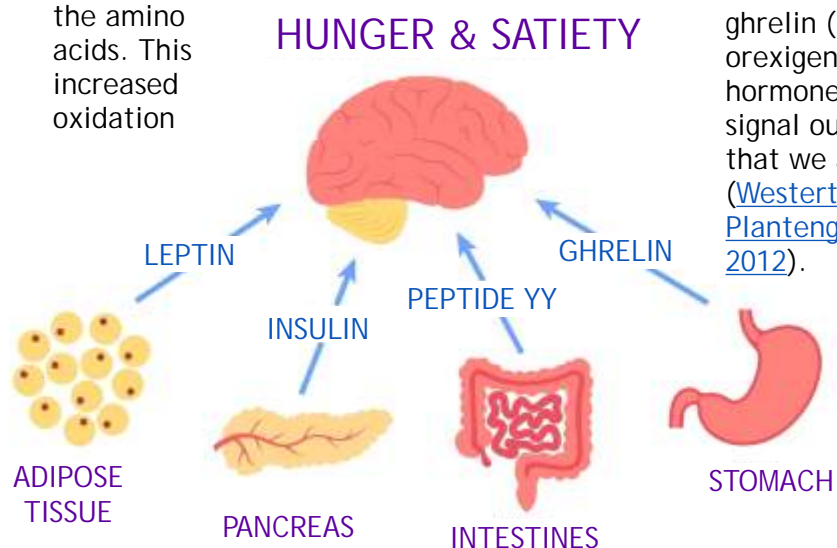 the amino
acids. This
increased
oxidation
HUNGER & SATIETY
ghrelin (
orexigen
hormone
signal ou
that we
(Westert
Planteng
2012).
LEPTIN
INSULIN
PEPTIDE YY
GHRELIN
ADIPOSE
TISSUE
PANCREAS
INTESTINES
STOMACH